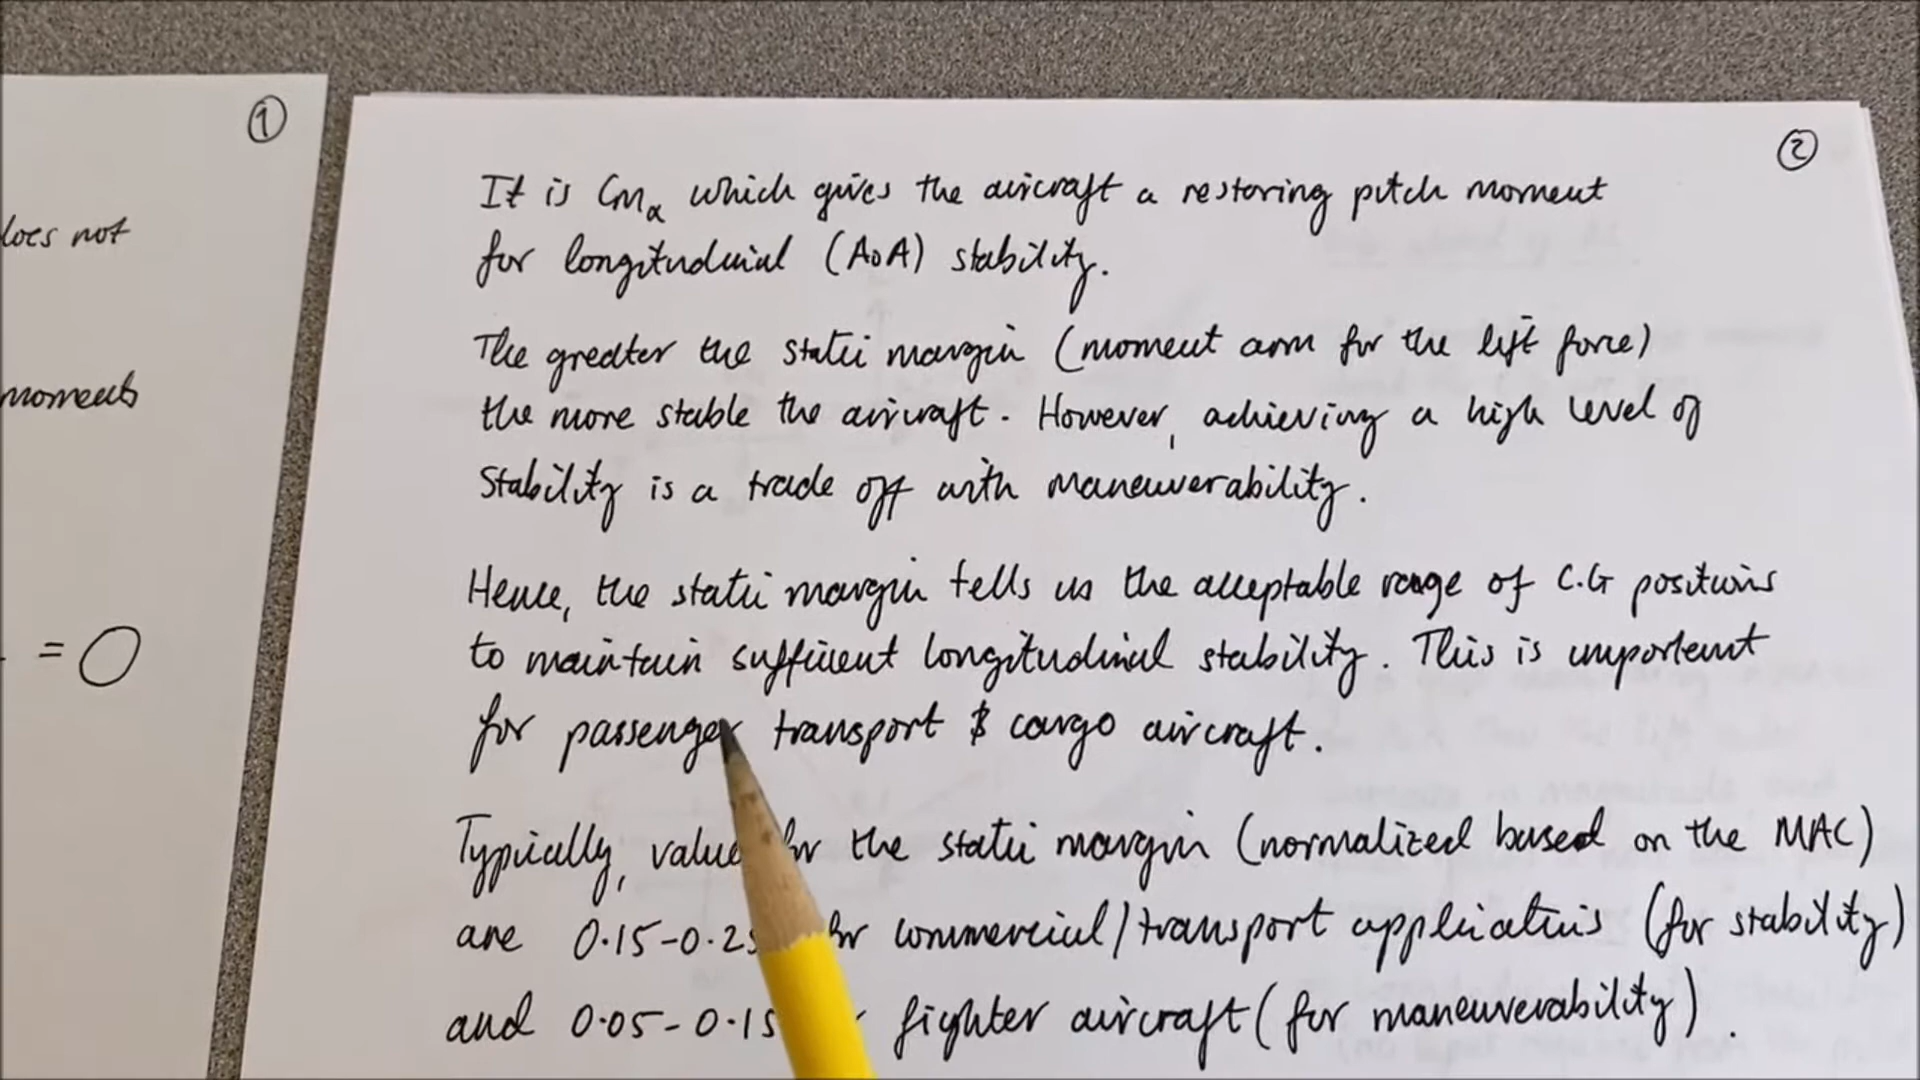 ①
loes not
moments
= 0
②
It is Cmα which gives the aircraft a restoring pitch moment
for longitudinal (AoA) stability.
The greater the static margin (moment arm for the lift force)
the more stable the aircraft. However, achieving a high level of
stability is a trade off with maneuverability.
Hence, the static margin tells us the acceptable range of C.G positions
to maintain sufficient longitudinal stability. This is important
for passenger transport & cargo aircraft.
Typically, value the static margin (normalized based on the MAC)
are 0.15-0.25 commercial/transport applications (for stability)
and 0.05-0.15 fighter aircraft (for maneuverability).